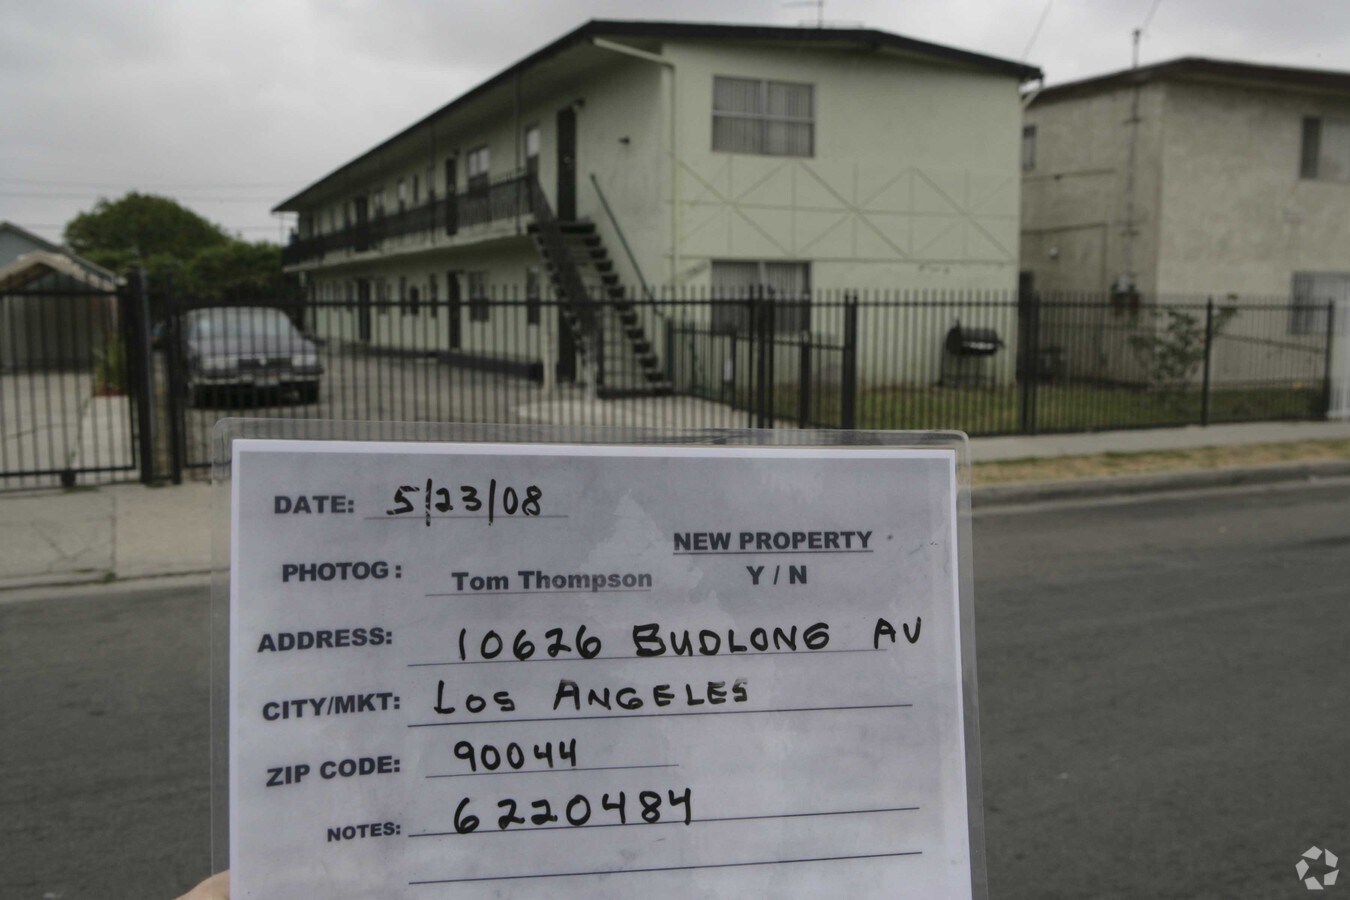 DATE: 5/23/08
NEW PROPERTY
PHOTOG: Tom Thompson
Y / N
ADDRESS: 10626 BUDLONG AV
CITY/MKT: LOS ANGELES
ZIP CODE: 90044
NOTES: 6220484